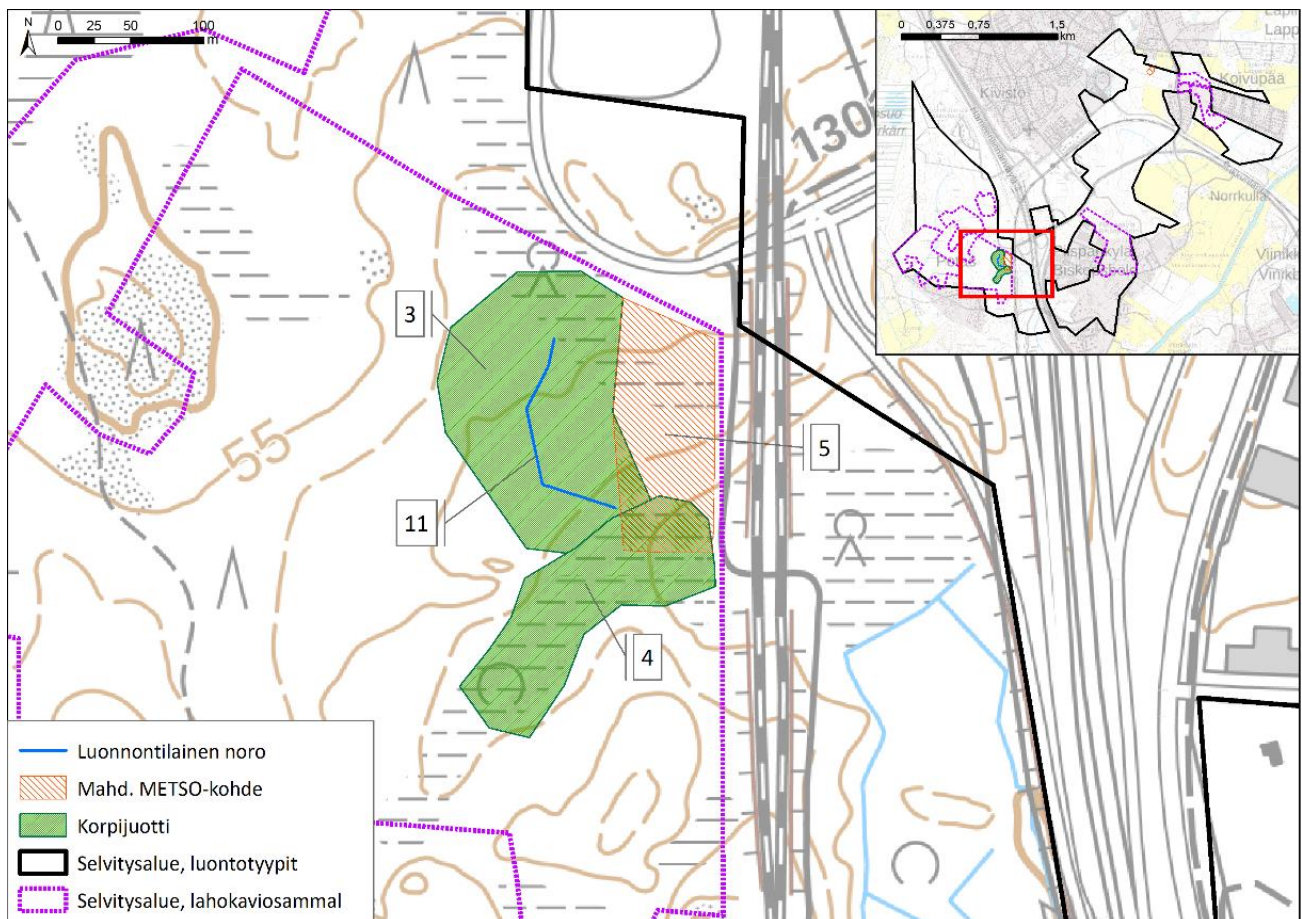 N
0 25 50 100
m
0 0,375 0,75 1,5
km
Kivistö
Koivupää
Norrkulla
130
3
55
5
11
4
Luonnontilainen noro
Mahd. METSO-kohde
Korpijuotti
Selvitysalue, luontotyypit
Selvitysalue, lahokaviosammal